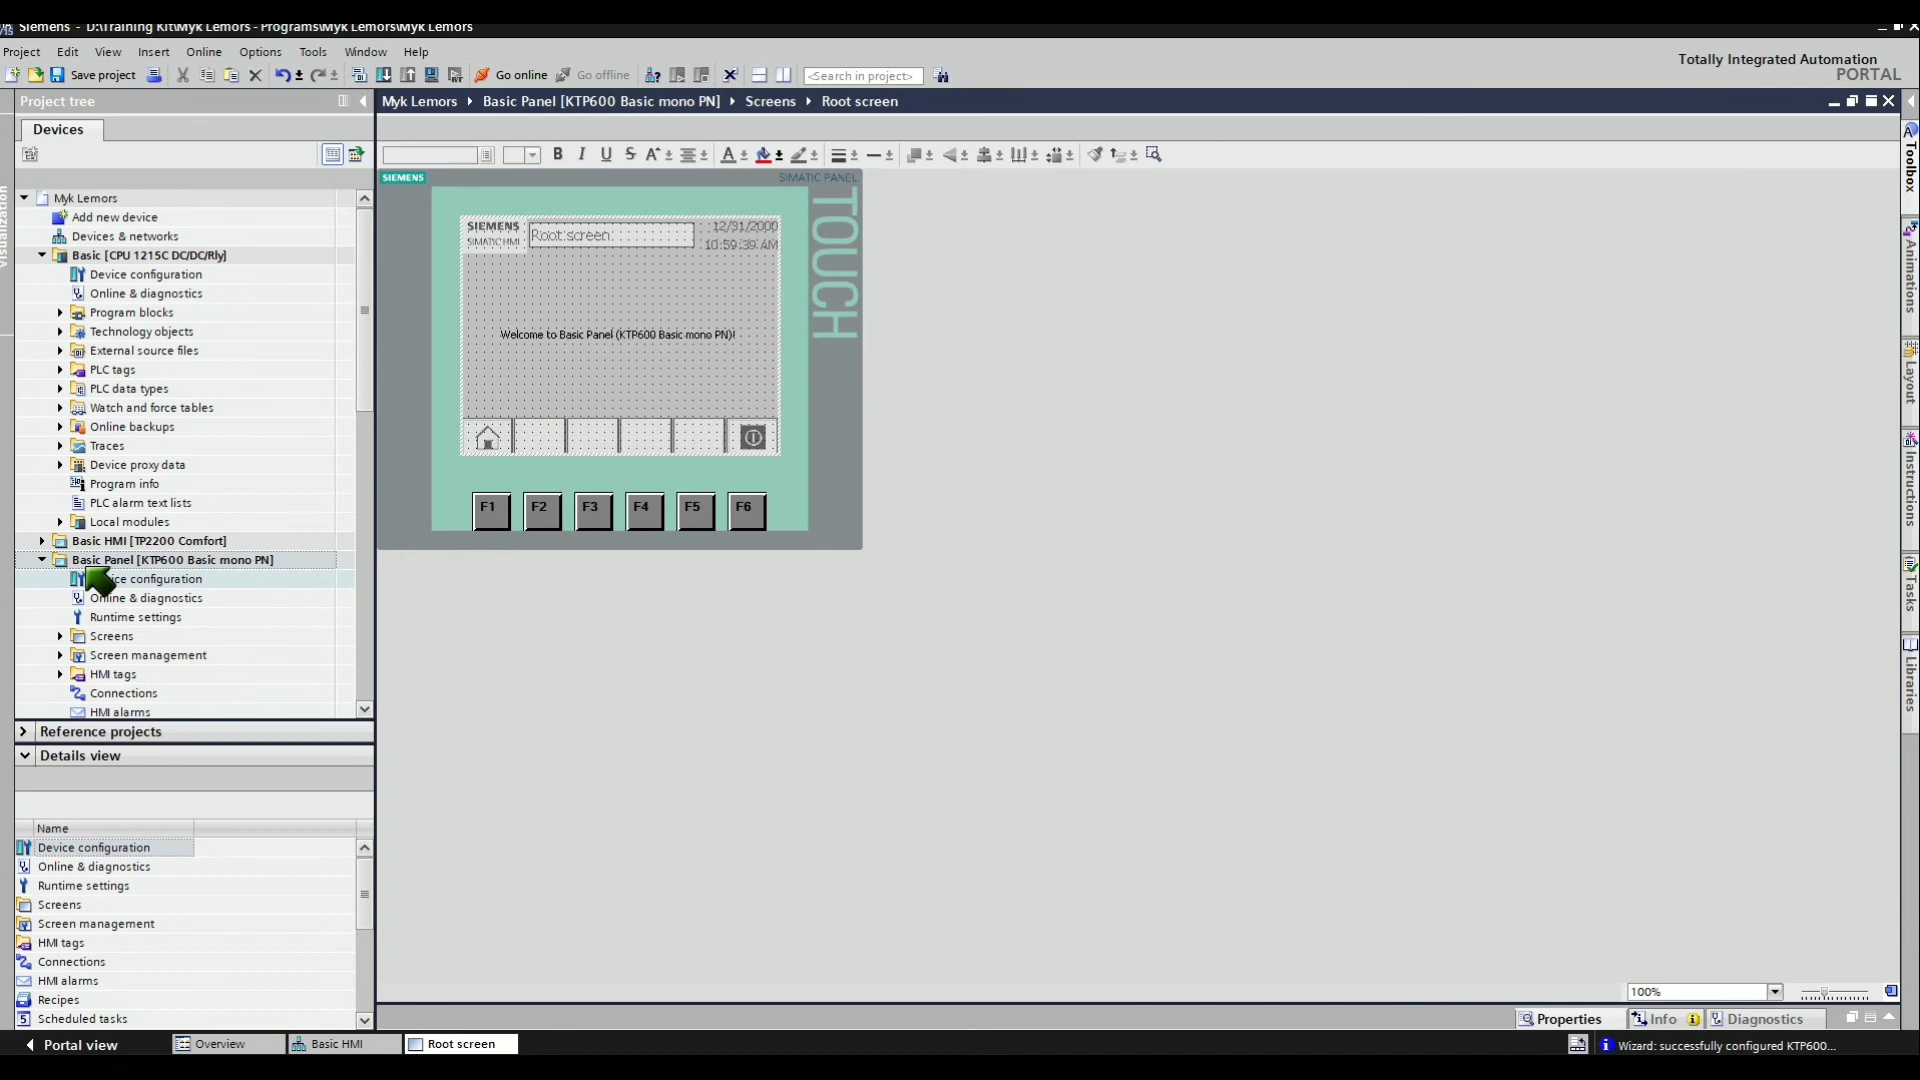 Siemens - D:\Training Kit\Myk Lemors - Programs\Myk Lemors\Myk Lemors
Project Edit View Insert Online Options Tools Window Help
Totally Integrated Automation
PORTAL
Save project
Go online
Go offline
<Search in project>
Project tree
Myk Lemors
Basic Panel [KTP600 Basic mono PN]
Screens
Root screen
Devices
B I U S A
A
Myk Lemors
Add new device
Devices & networks
Basic [CPU 1215C DC/DC/Rly]
Device configuration
Online & diagnostics
Program blocks
Technology objects
External source files
PLC tags
PLC data types
Watch and force tables
Online backups
Traces
Device proxy data
Program info
PLC alarm text lists
Local modules
Basic HMI [TP2200 Comfort]
Basic Panel [KTP600 Basic mono PN]
ice configuration
Online & diagnostics
Runtime settings
Screens
Screen management
HMI tags
Connections
HMI alarms
Reference projects
Details view
Name
Device configuration
Online & diagnostics
Runtime settings
Screens
Screen management
HMI tags
Connections
HMI alarms
Recipes
Scheduled tasks
SIEMENS
SIMATIC PANEL
TOUCH
SIEMENS
SIMATIC HMI
Root screen
12/31/2000
10:59:39 AM
Welcome to Basic Panel (KTP600 Basic mono PN)!
F1 F2 F3 F4 F5 F6
Toolbox
Animations
Layout
Instructions
Tasks
Libraries
100%
Properties
Info
Diagnostics
Portal view
Overview
Basic HMI
Root screen
Wizard: successfully configured KTP600...